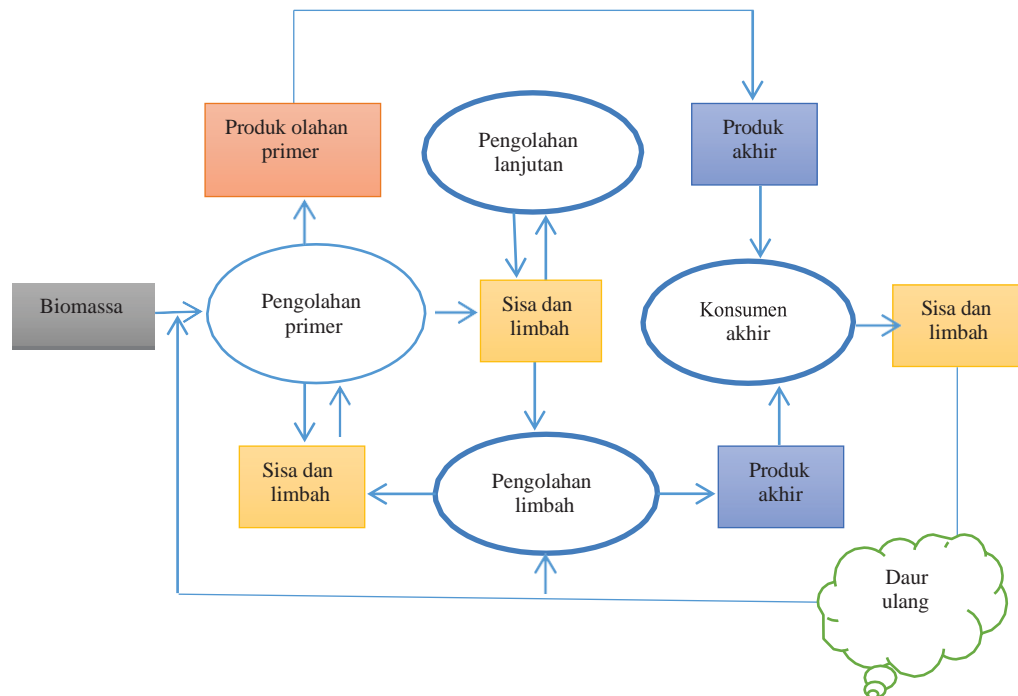 Produk olahan
primer
Pengolahan
lanjutan
Produk
akhir
Biomassa
Pengolahan
primer
Sisa dan
limbah
Konsumen
akhir
Sisa dan
limbah
Sisa dan
limbah
Pengolahan
limbah
Produk
akhir
Daur
ulang